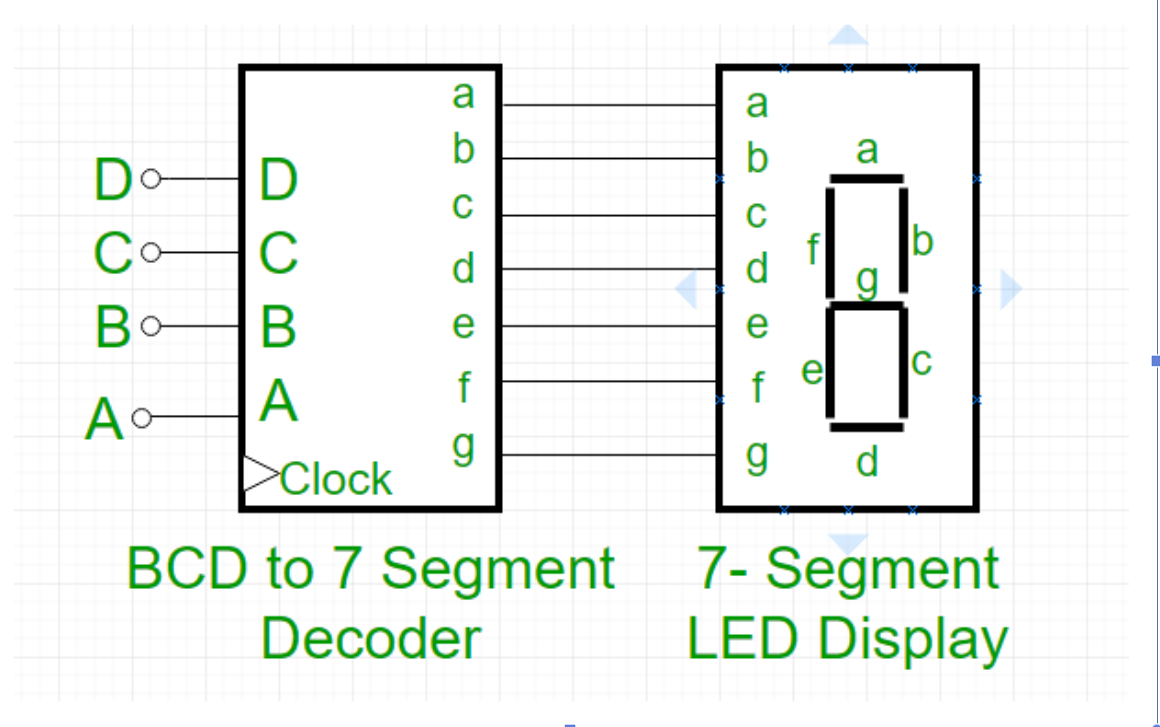 D
C
B
A
D
C
B
A
Clock
a
b
c
d
e
f
g
BCD to 7 Segment
Decoder
a
b
c
d
e
f
g
a
f
b
g
e
c
d
7- Segment
LED Display